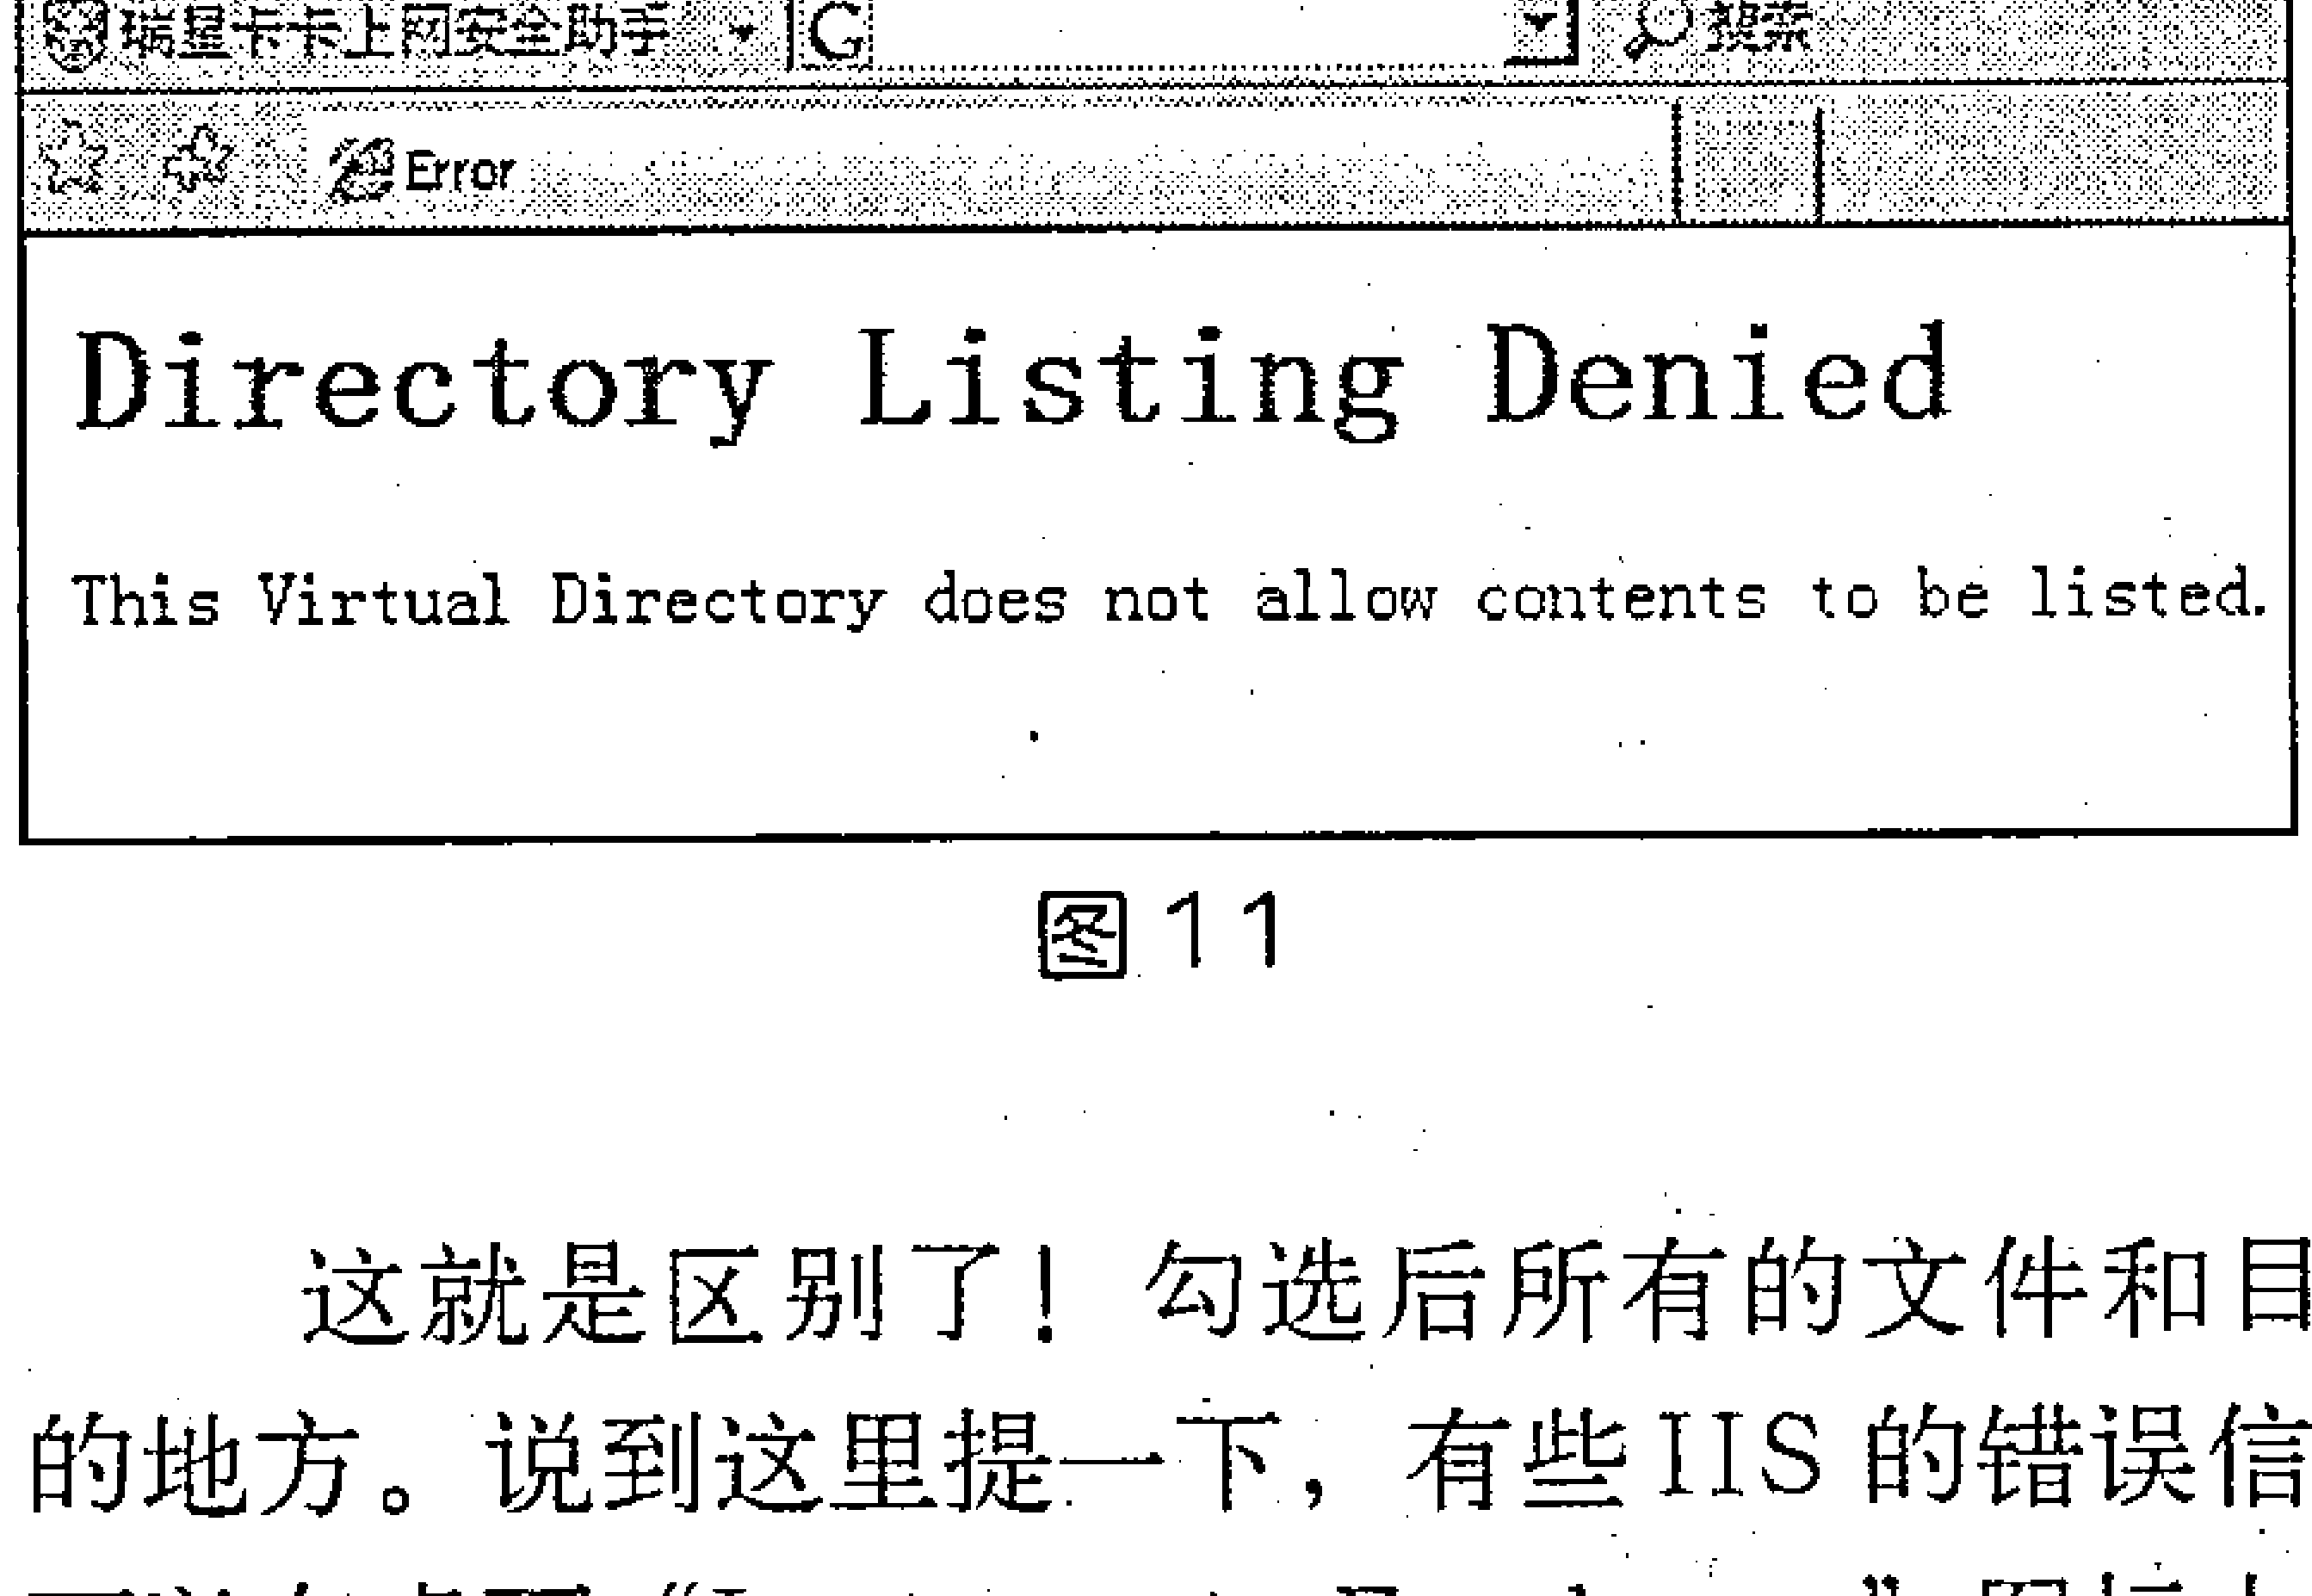 瑞星卡卡上网安全助手 搜索
Error
Directory Listing Denied
This Virtual Directory does not allow contents to be listed.
图11
这就是区别了！勾选后所有的文件和目
的地方。说到这里提一下，有些IIS的错误信